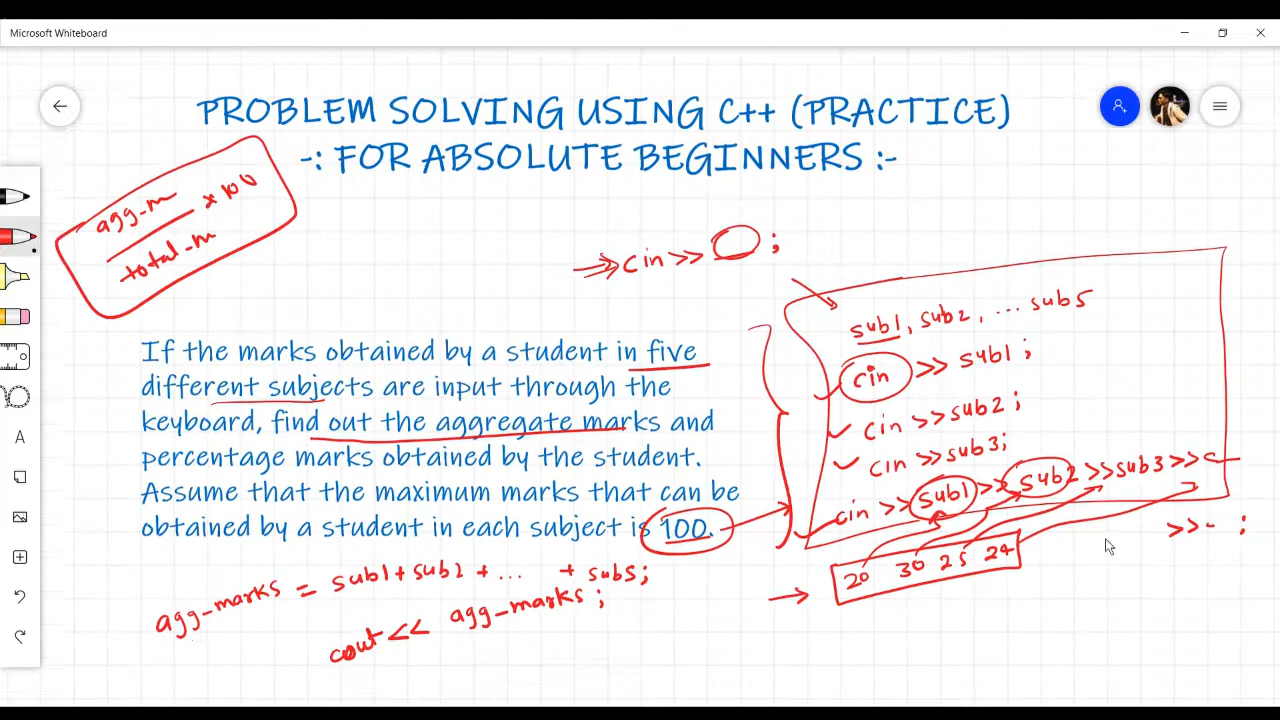 Microsoft Whiteboard
PROBLEM SOLVING USING C++ (PRACTICE)
-: FOR ABSOLUTE BEGINNERS :-
agg-m
total-m
× 100
cin >> ;
If the marks obtained by a student in five
different subjects are input through the
keyboard, find out the aggregate marks and
percentage marks obtained by the student.
Assume that the maximum marks that can be
obtained by a student in each subject is 100.
sub1, sub2, ... sub5
cin >> sub1;
cin >> sub2;
cin >> sub3;
cin >> sub1 >> sub2 >> sub3 >>
>>- ;
20 30 25 24
agg-marks = sub1+sub2 + ... + sub5;
cout << agg-marks;
A